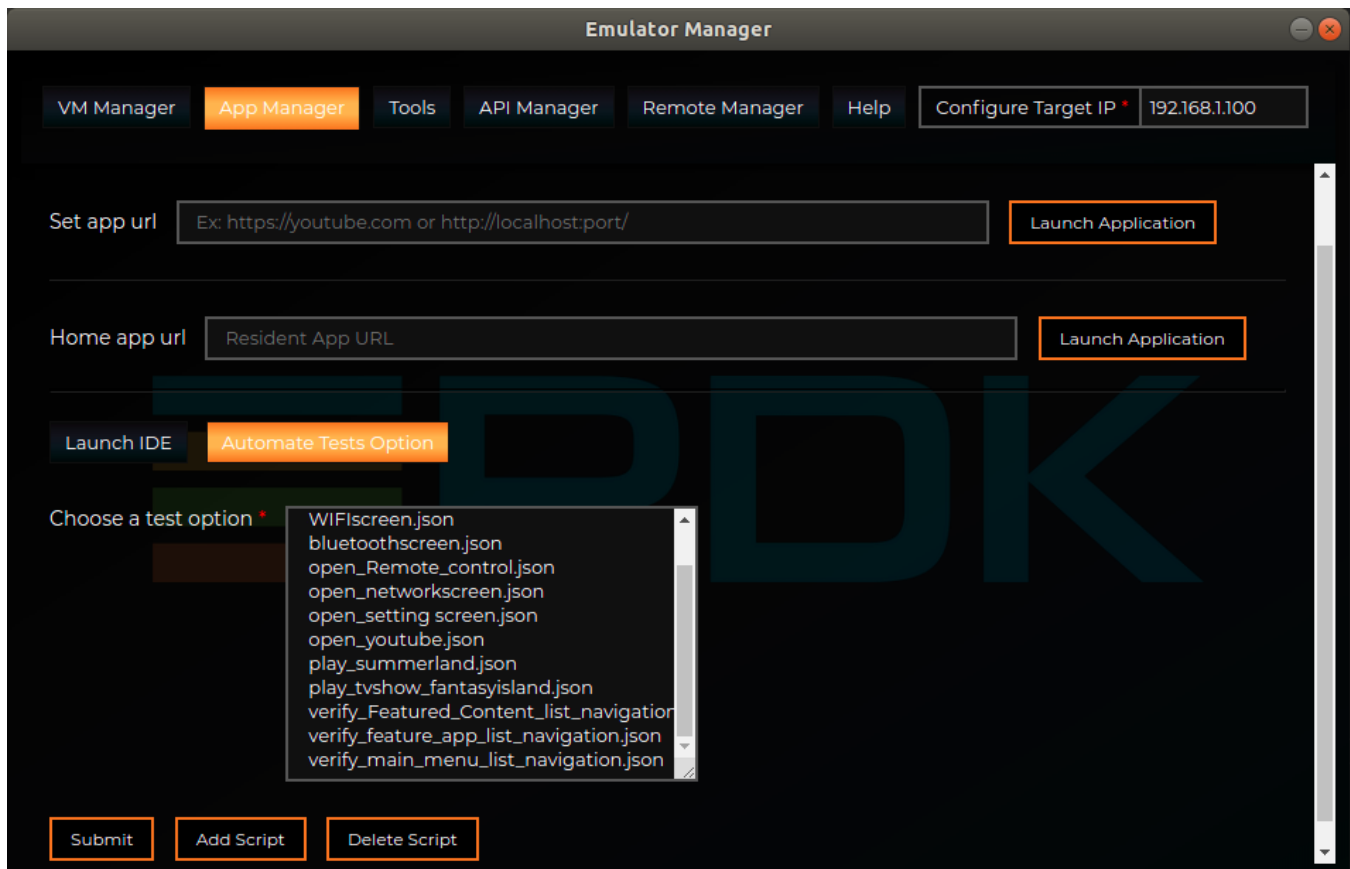 Emulator Manager
VM Manager App Manager Tools API Manager Remote Manager Help Configure Target IP * 192.168.1.100
Set app url Ex: https://youtube.com or http://localhost:port/ Launch Application
Home app url Resident App URL Launch Application
Launch IDE Automate Tests Option
Choose a test option *
WIFIscreen.json
bluetoothscreen.json
open_Remote_control.json
open_networkscreen.json
open_setting screen.json
open_youtube.json
play_summerland.json
play_tvshow_fantasyisland.json
verify_Featured_Content_list_navigation
verify_feature_app_list_navigation.json
verify_main_menu_list_navigation.json
Submit Add Script Delete Script
PDK